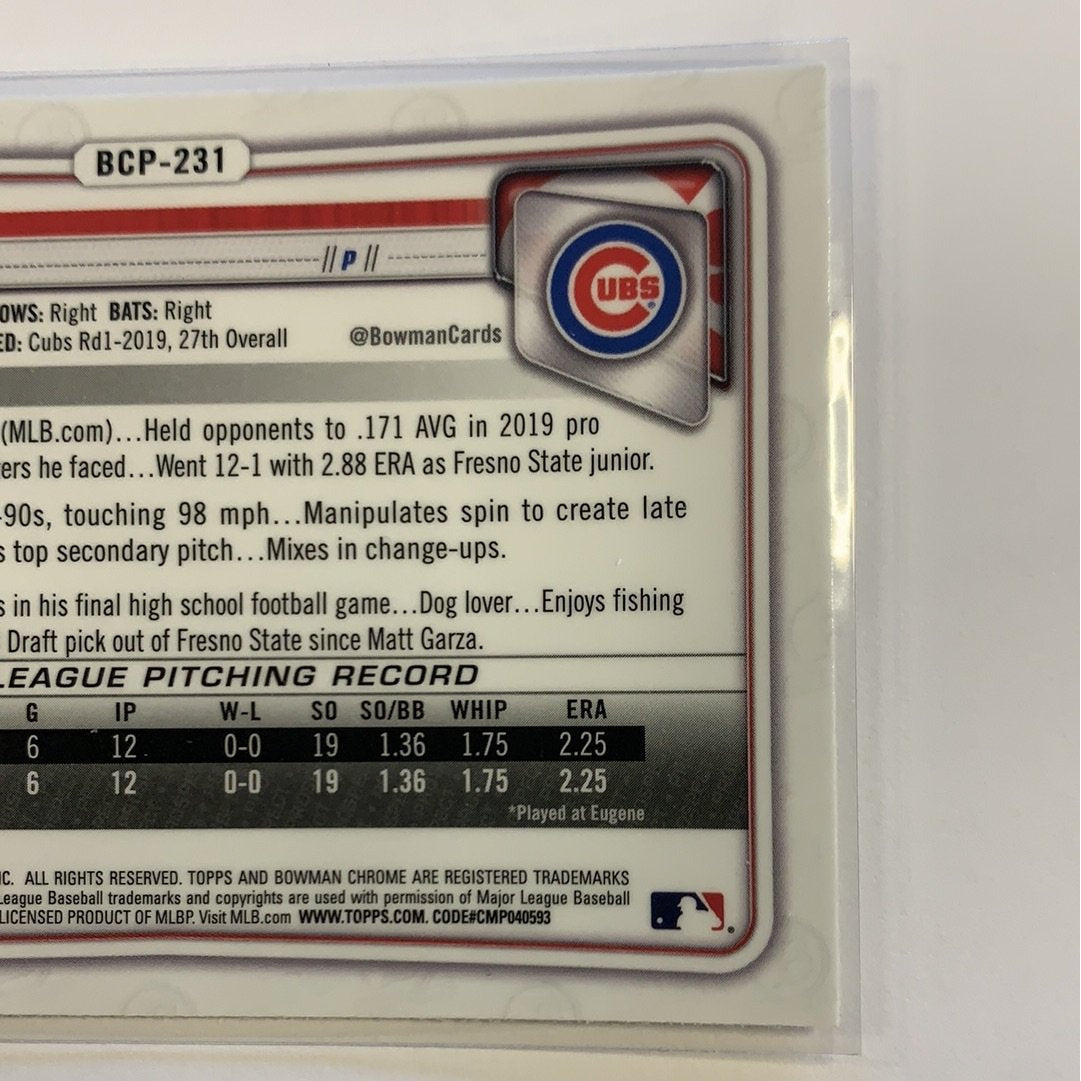 BCP-231
// P //
CUBS
OWS: Right BATS: Right
ED: Cubs Rd1-2019, 27th Overall
@BowmanCards
(MLB.com)...Held opponents to .171 AVG in 2019 pro
ers he faced...Went 12-1 with 2.88 ERA as Fresno State junior.
-90s, touching 98 mph...Manipulates spin to create late
s top secondary pitch...Mixes in change-ups.
s in his final high school football game...Dog lover...Enjoys fishing
Draft pick out of Fresno State since Matt Garza.
LEAGUE PITCHING RECORD
G IP W-L SO SO/BB WHIP ERA
6 12 0-0 19 1.36 1.75 2.25
6 12 0-0 19 1.36 1.75 2.25
*Played at Eugene
C. ALL RIGHTS RESERVED. TOPPS AND BOWMAN CHROME ARE REGISTERED TRADEMARKS
League Baseball trademarks and copyrights are used with permission of Major League Baseball
LICENSED PRODUCT OF MLBP. Visit MLB.com WWW.TOPPS.COM. CODE#CMP040593